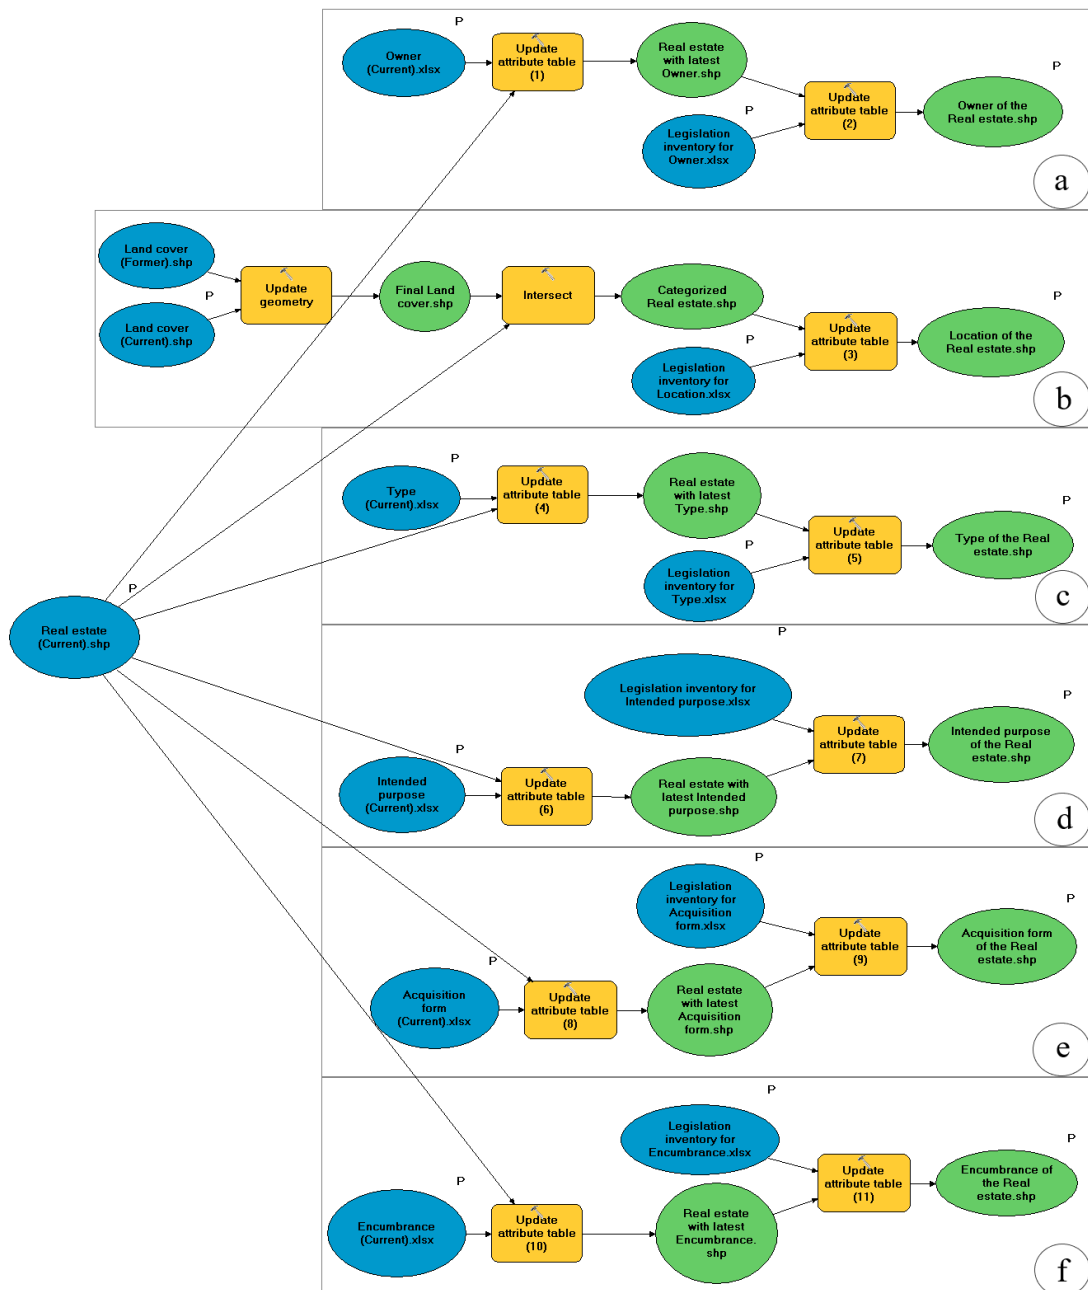 P
Owner
(Current).xlsx
Update
attribute table
(1)
Real estate
with latest
Owner.shp
P
Legislation
inventory for
Owner.xlsx
Update
attribute table
(2)
P
Owner of the
Real estate.shp
a
Land cover
(Former).shp
P
Land cover
(Current).shp
Update
geometry
Final Land
cover.shp
Intersect
Categorized
Real estate.shp
P
Legislation
inventory for
Location.xlsx
Update
attribute table
(3)
P
Location of the
Real estate.shp
b
P
Type
(Current).xlsx
Update
attribute table
(4)
Real estate
with latest
Type.shp
P
Legislation
inventory for
Type.xlsx
Update
attribute table
(5)
P
Type of the Real
estate.shp
c
P
Real estate
(Current).shp
P
Legislation inventory for
Intended purpose.xlsx
P
Intended
purpose
(Current).xlsx
Update
attribute table
(6)
Real estate with
latest Intended
purpose.shp
Update
attribute table
(7)
P
Intended purpose
of the Real
estate.shp
d
P
Legislation
inventory for
Acquisition
form.xlsx
P
Acquisition
form
(Current).xlsx
Update
attribute table
(8)
Real estate
with latest
Acquisition
form.shp
Update
attribute table
(9)
P
Acquisition form
of the Real
estate.shp
e
P
Legislation
inventory for
Encumbrance.xlsx
P
Encumbrance
(Current).xlsx
Update
attribute table
(10)
Real estate
with latest
Encumbrance.
shp
Update
attribute table
(11)
P
Encumbrance of
the Real
estate.shp
f